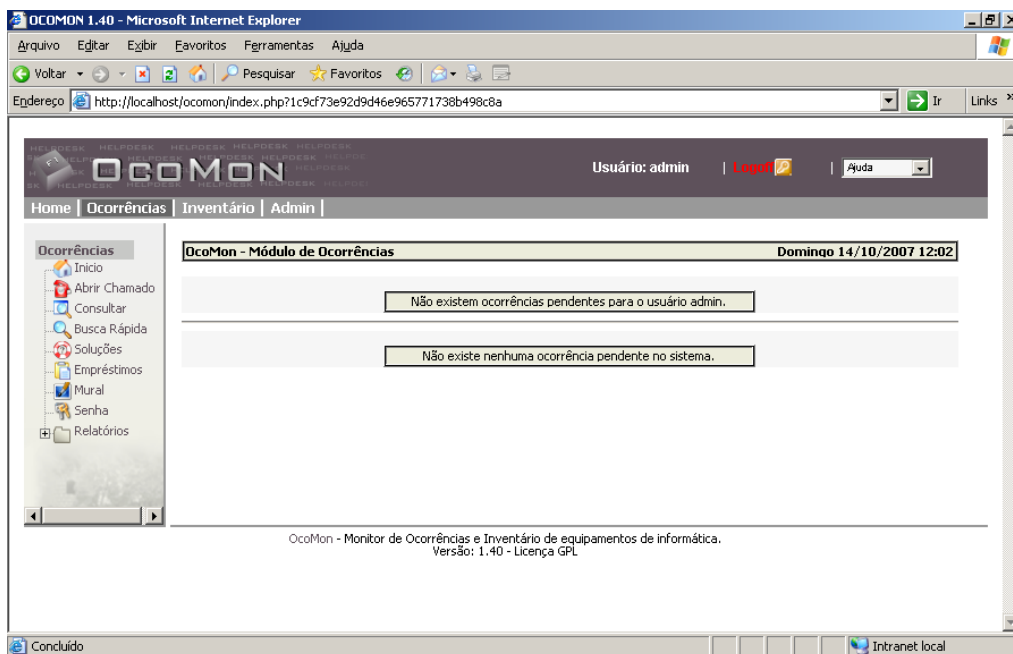 OCOMON 1.40 - Microsoft Internet Explorer
Arquivo Editar Exibir Favoritos Ferramentas Ajuda
Voltar Pesquisar Favoritos
Endereço http://localhost/ocomon/index.php?1c9cf73e92d9d46e965771738b498c8a Ir Links »
HELPDESK HELPDESK HELPDESK HELPDESK
OCOMON
Usuário: admin | Logoff | Ajuda
Home | Ocorrências | Inventário | Admin |
Ocorrências
Inicio
Abrir Chamado
Consultar
Busca Rápida
Soluções
Empréstimos
Mural
Senha
Relatórios
OcoMon - Módulo de Ocorrências Domingo 14/10/2007 12:02
Não existem ocorrências pendentes para o usuário admin.
Não existe nenhuma ocorrência pendente no sistema.
OcoMon - Monitor de Ocorrências e Inventário de equipamentos de informática.
Versão: 1.40 - Licença GPL
Concluído Intranet local